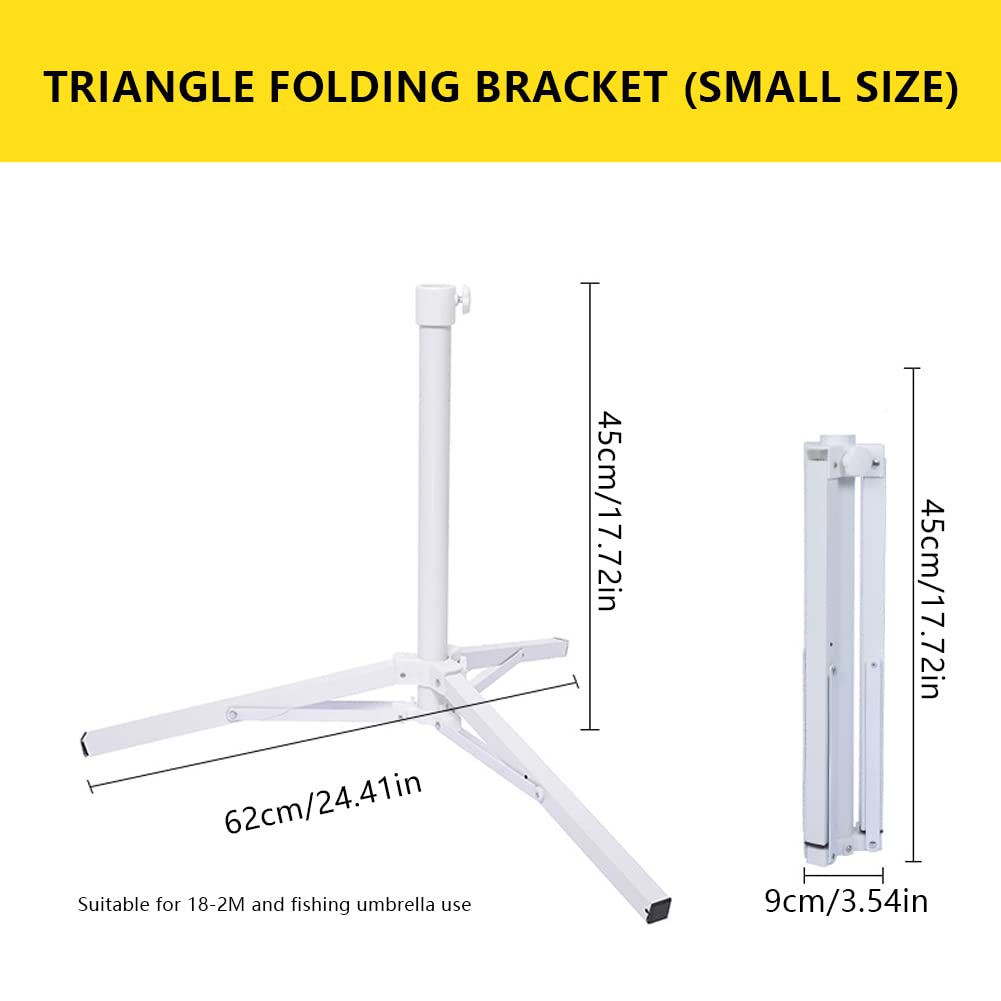 TRIANGLE FOLDING BRACKET (SMALL SIZE)
45cm/17.72in
45cm/17.72in
62cm/24.41in
9cm/3.54in
Suitable for 18-2M and fishing umbrella use